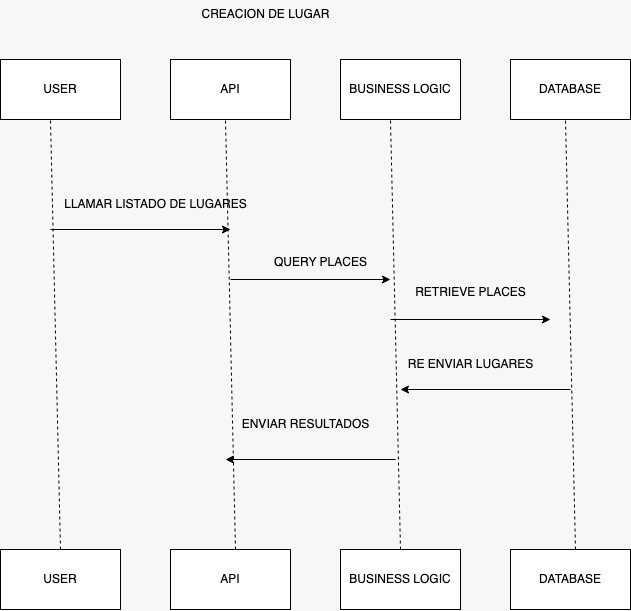 CREACION DE LUGAR
USER
API
BUSINESS LOGIC
DATABASE
LLAMAR LISTADO DE LUGARES
QUERY PLACES
RETRIEVE PLACES
RE ENVIAR LUGARES
ENVIAR RESULTADOS
USER
API
BUSINESS LOGIC
DATABASE